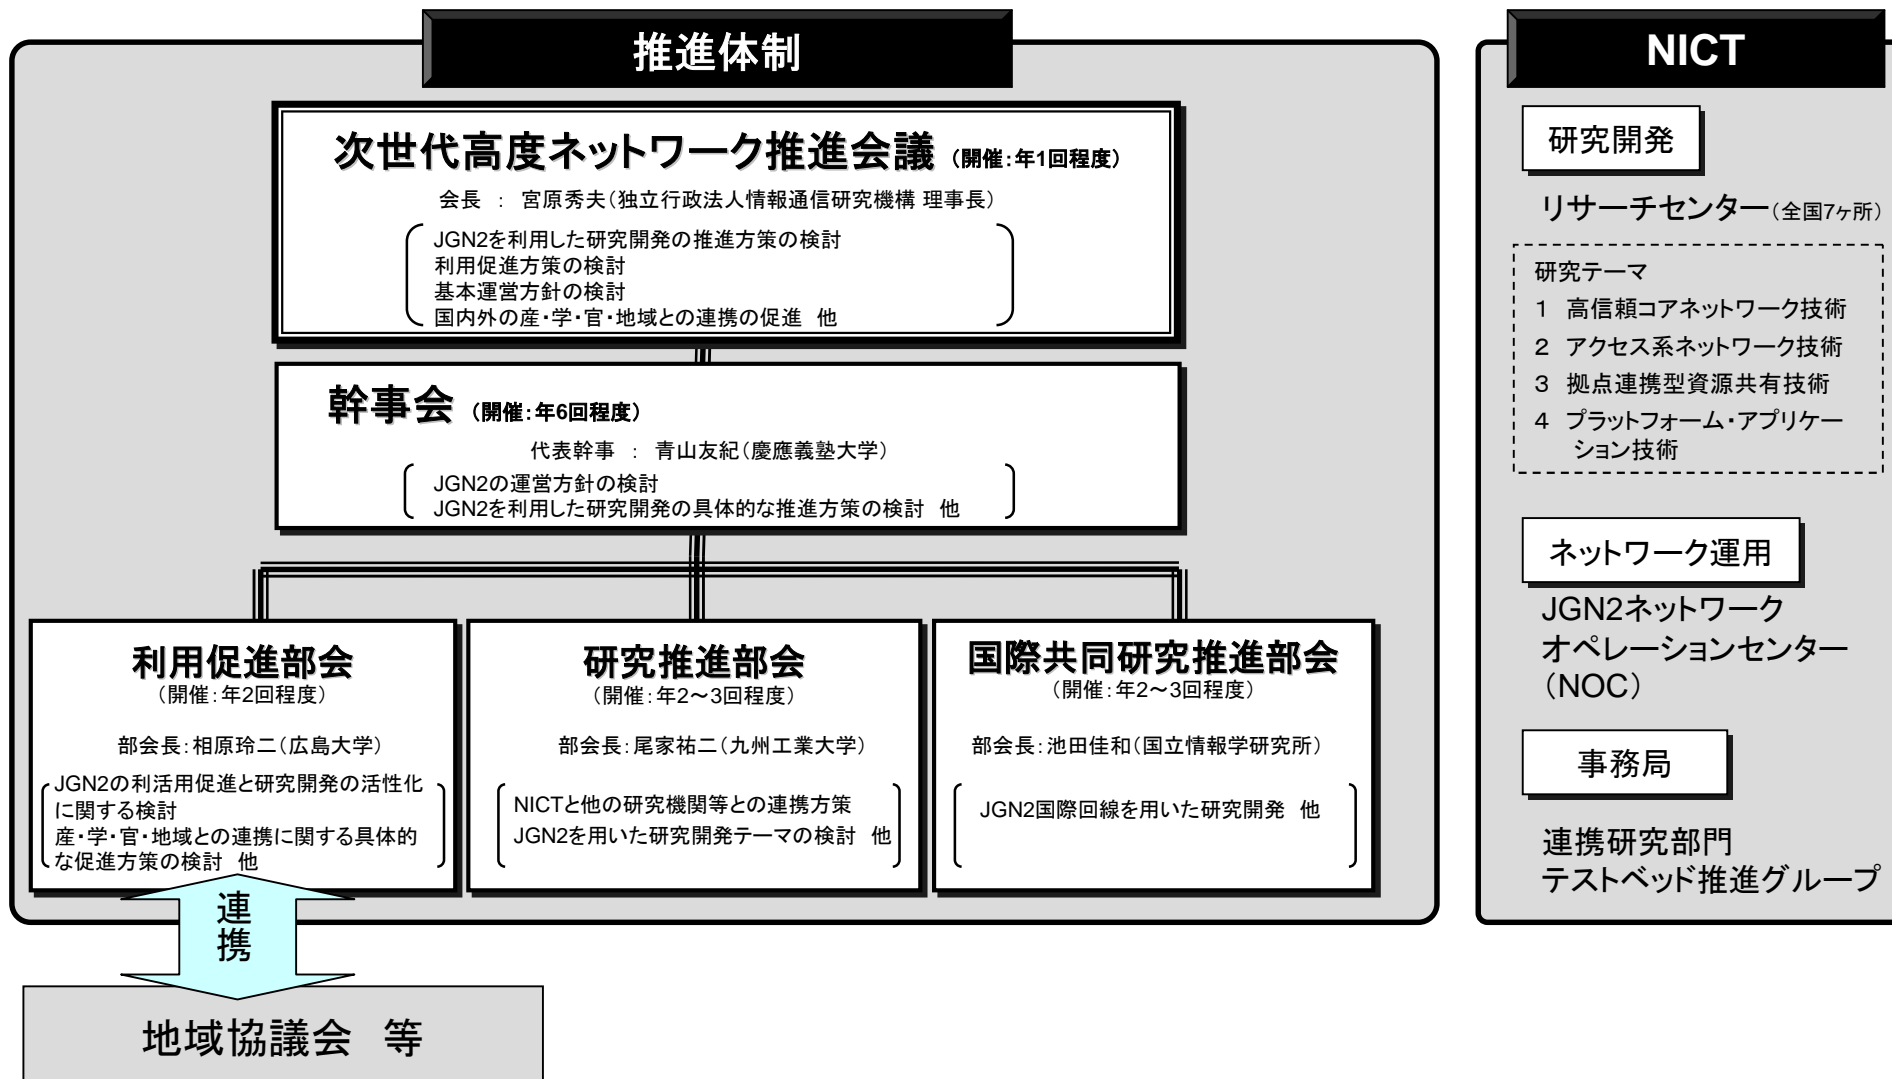 推進体制
次世代高度ネットワーク推進会議（開催：年1回程度）
会長　：　宮原秀夫（独立行政法人情報通信研究機構 理事長）
JGN2を利用した研究開発の推進方策の検討
利用促進方策の検討
基本運営方針の検討
国内外の産・学・官・地域との連携の促進　他
幹事会（開催：年6回程度）
代表幹事　：　青山友紀（慶應義塾大学）
JGN2の運営方針の検討
JGN2を利用した研究開発の具体的な推進方策の検討　他
利用促進部会
（開催：年2回程度）
部会長：相原玲二（広島大学）
JGN2の利活用促進と研究開発の活性化
に関する検討
産・学・官・地域との連携に関する具体的
な促進方策の検討　他
研究推進部会
（開催：年2～3回程度）
部会長：尾家祐二（九州工業大学）
NICTと他の研究機関等との連携方策
JGN2を用いた研究開発テーマの検討　他
国際共同研究推進部会
（開催：年2～3回程度）
部会長：池田佳和（国立情報学研究所）
JGN2国際回線を用いた研究開発　他
連
携
地域協議会　等
NICT
研究開発
リサーチセンター（全国7ヶ所）
研究テーマ
１　高信頼コアネットワーク技術
２　アクセス系ネットワーク技術
３　拠点連携型資源共有技術
４　プラットフォーム・アプリケー
ション技術
ネットワーク運用
JGN2ネットワーク
オペレーションセンター
（NOC）
事務局
連携研究部門
テストベッド推進グループ